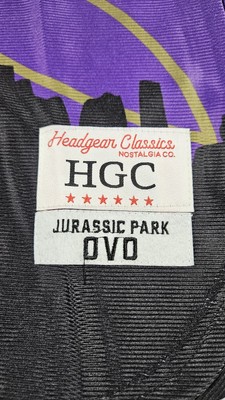 Headgear Classics
NOSTALGIA CO.
HGC
JURASSIC PARK
OVO